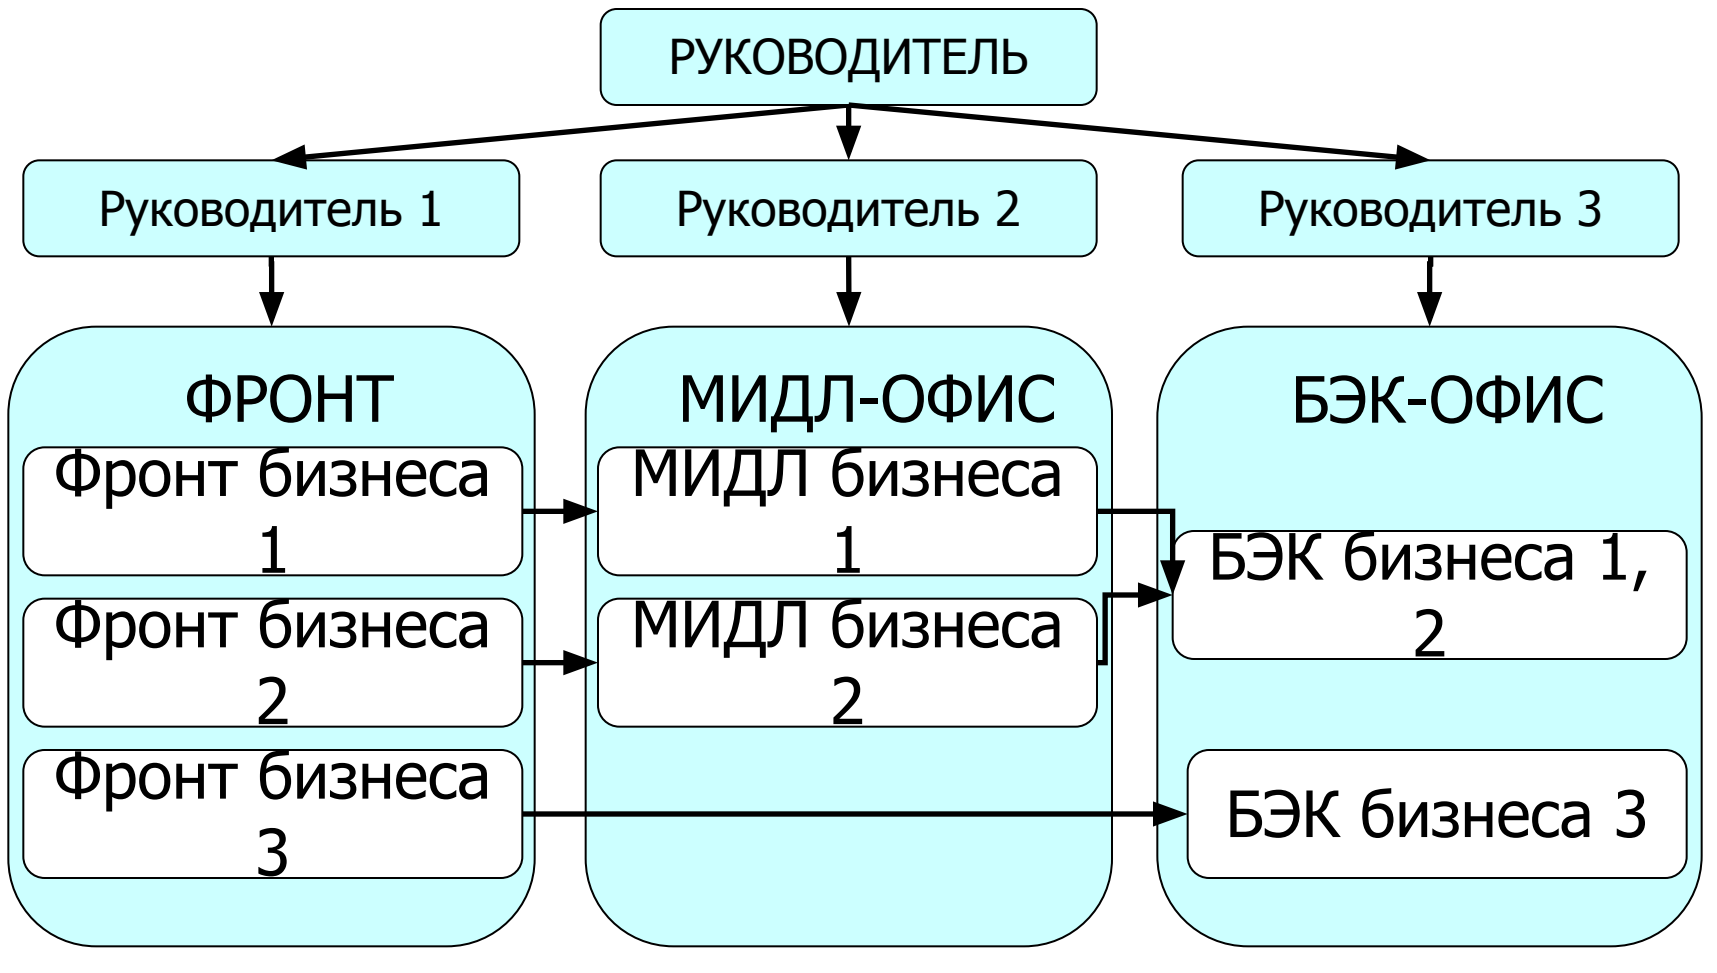 РУКОВОДИТЕЛЬ
Руководитель 1
Руководитель 2
Руководитель 3
ФРОНТ
Фронт бизнеса
1
Фронт бизнеса
2
Фронт бизнеса
3
МИДЛ-ОФИС
МИДЛ бизнеса
1
МИДЛ бизнеса
2
БЭК-ОФИС
БЭК бизнеса 1,
2
БЭК бизнеса 3